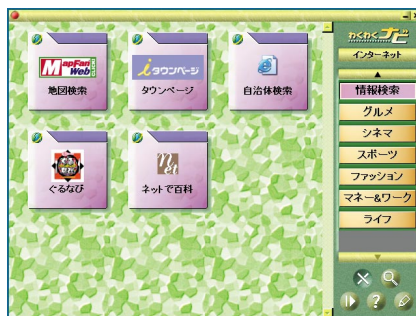 MapFan Web
地図検索
iタウンページ
タウンページ
自治体検索
ぐるなび
Net
ネットで百科
わくわくナビ
インターネット
情報検索
グルメ
シネマ
スポーツ
ファッション
マネー&ワーク
ライフ